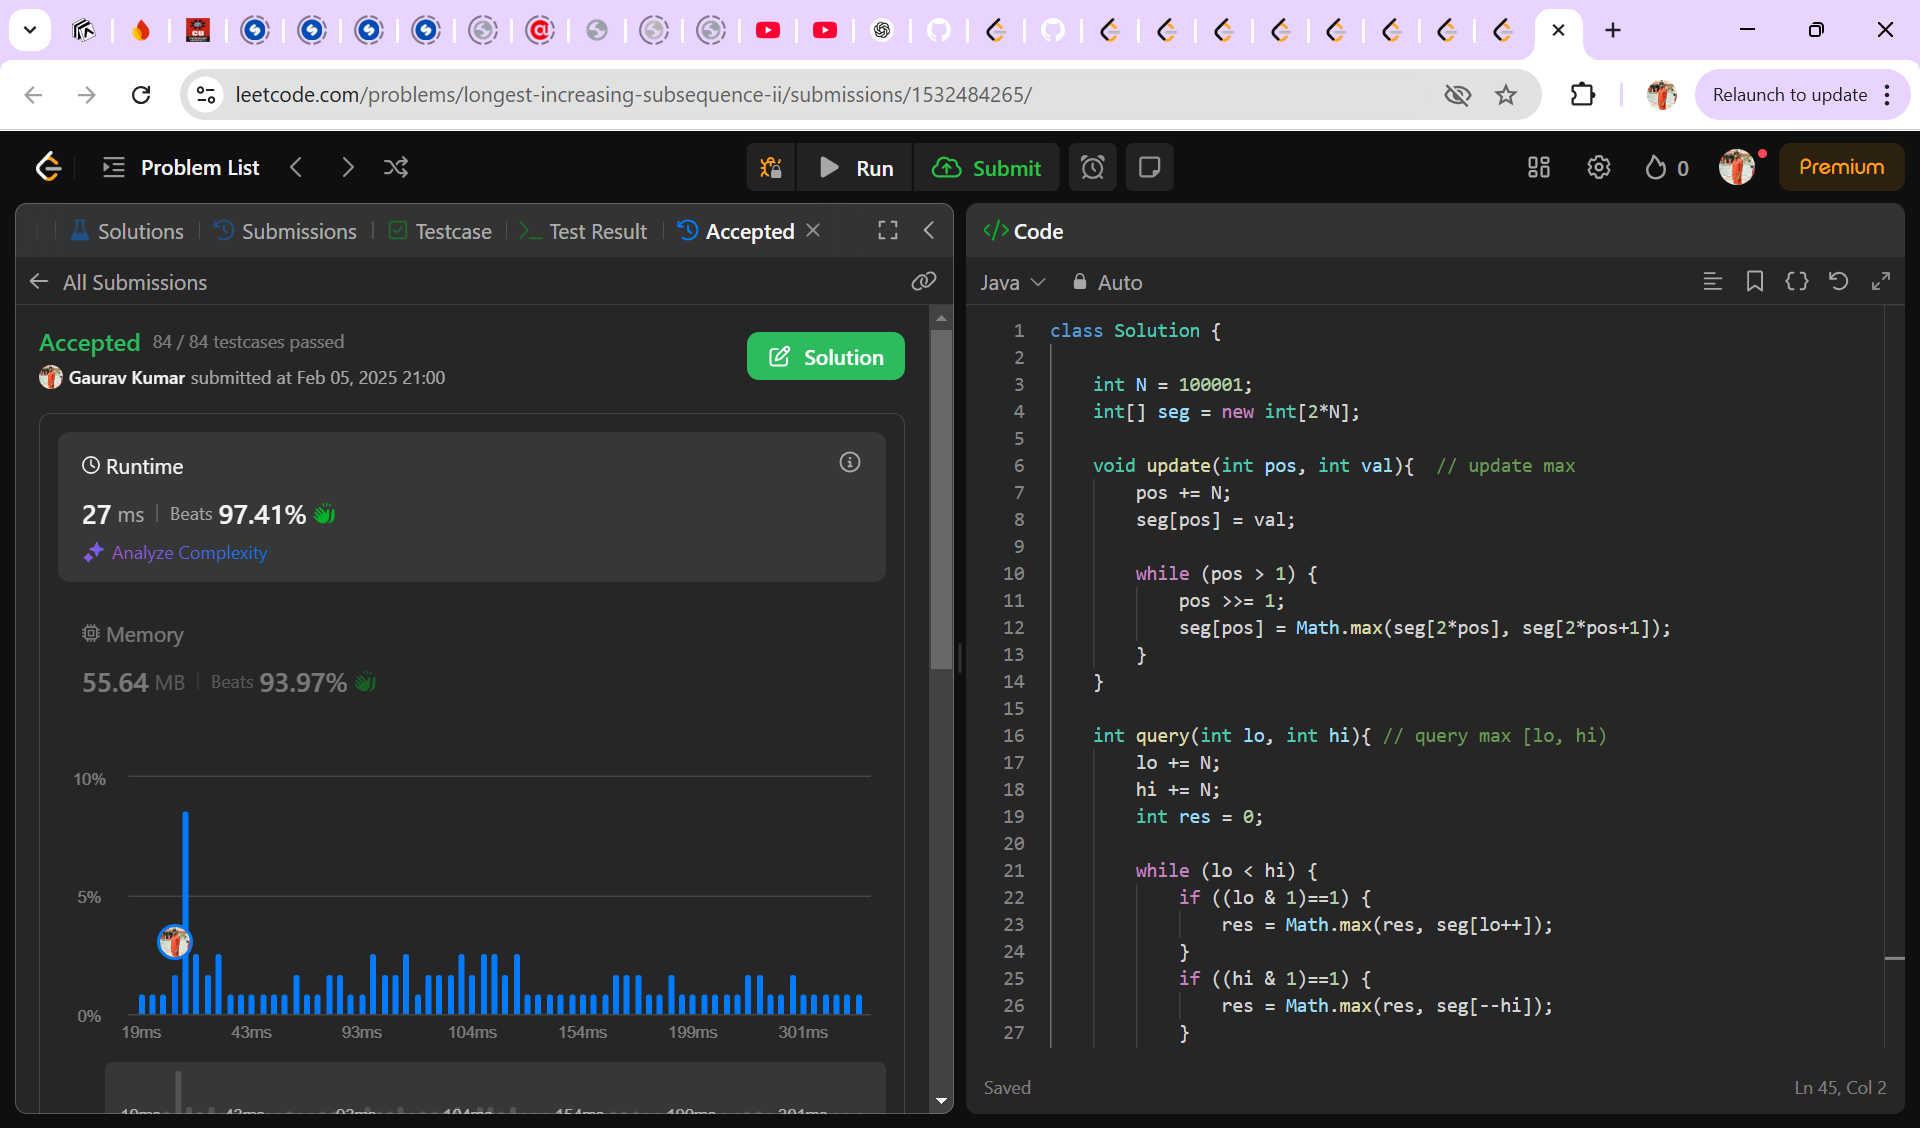 leetcode.com/problems/longest-increasing-subsequence-ii/submissions/1532484265/
Relaunch to update
Problem List
Run
Submit
0
Premium
Solutions
Submissions
Testcase
Test Result
Accepted
All Submissions
Accepted 84 / 84 testcases passed
Gaurav Kumar submitted at Feb 05, 2025 21:00
Solution
Runtime
27 ms | Beats 97.41%
Analyze Complexity
Memory
55.64 MB | Beats 93.97%
10%
5%
0%
19ms 43ms 93ms 104ms 154ms 199ms 301ms
19ms 43ms 93ms 104ms 154ms 199ms 301ms
</> Code
Java Auto
1 class Solution {
2
3 int N = 100001;
4 int[] seg = new int[2*N];
5
6 void update(int pos, int val){ // update max
7 pos += N;
8 seg[pos] = val;
9
10 while (pos > 1) {
11 pos >>= 1;
12 seg[pos] = Math.max(seg[2*pos], seg[2*pos+1]);
13 }
14 }
15
16 int query(int lo, int hi){ // query max [lo, hi)
17 lo += N;
18 hi += N;
19 int res = 0;
20
21 while (lo < hi) {
22 if ((lo & 1)==1) {
23 res = Math.max(res, seg[lo++]);
24 }
25 if ((hi & 1)==1) {
26 res = Math.max(res, seg[--hi]);
27 }
Saved
Ln 45, Col 2